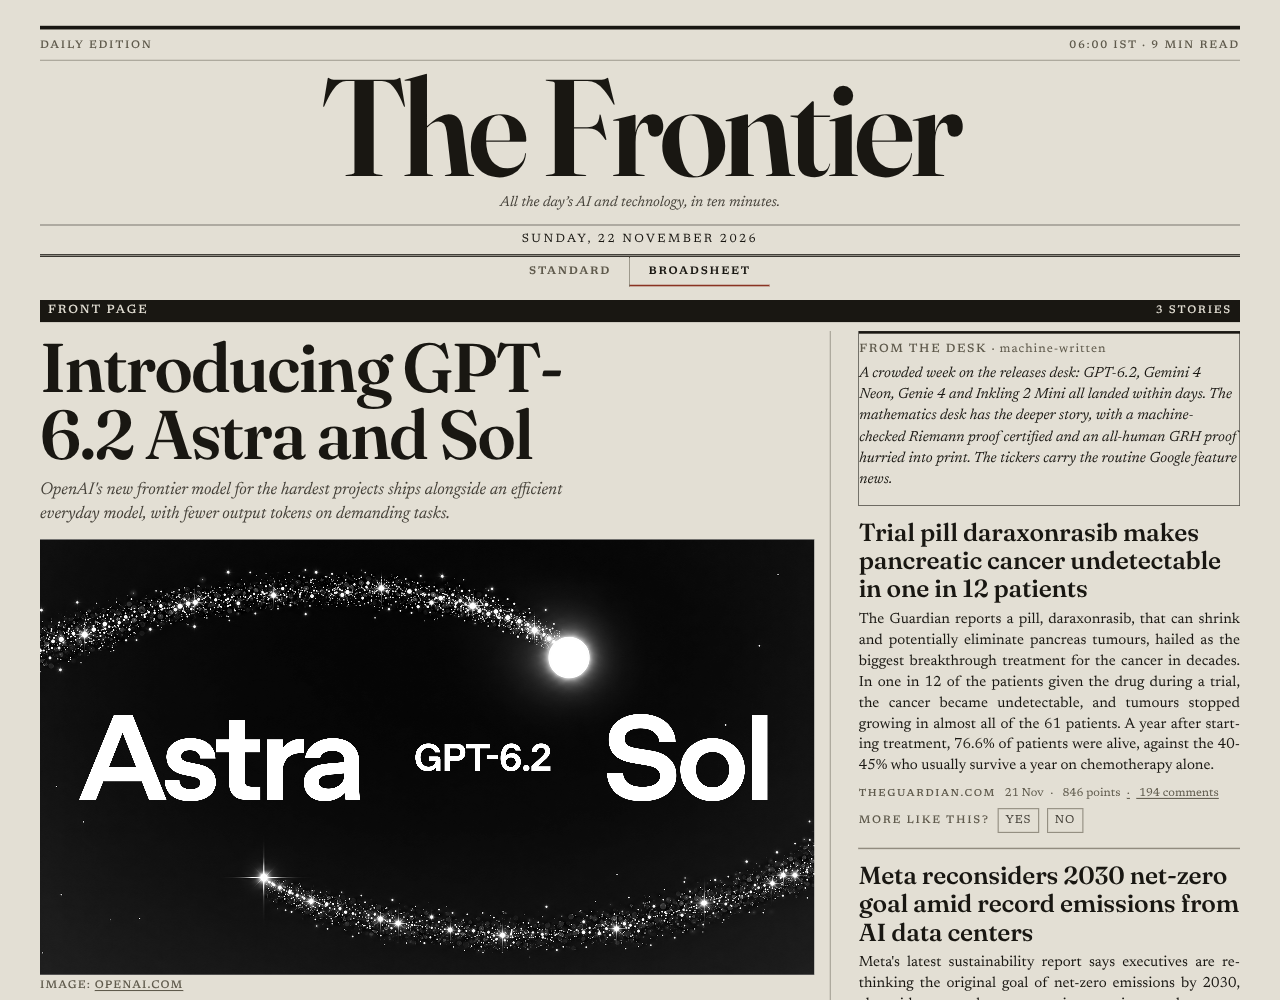 DAILY EDITION
06:00 IST · 9 MIN READ
The Frontier
All the day’s AI and technology, in ten minutes.
SUNDAY, 22 NOVEMBER 2026
STANDARD
BROADSHEET
FRONT PAGE
3 STORIES
Introducing GPT-
6.2 Astra and Sol
OpenAI's new frontier model for the hardest projects ships alongside an efficient
everyday model, with fewer output tokens on demanding tasks.
Astra GPT-6.2 Sol
IMAGE: OPENAI.COM
FROM THE DESK · machine-written
A crowded week on the releases desk: GPT-6.2, Gemini 4
Neon, Genie 4 and Inkling 2 Mini all landed within days. The
mathematics desk has the deeper story, with a machine-
checked Riemann proof certified and an all-human GRH proof
hurried into print. The tickers carry the routine Google feature
news.
Trial pill daraxonrasib makes
pancreatic cancer undetectable
in one in 12 patients
The Guardian reports a pill, daraxonrasib, that can shrink
and potentially eliminate pancreas tumours, hailed as the
biggest breakthrough treatment for the cancer in decades.
In one in 12 of the patients given the drug during a trial,
the cancer became undetectable, and tumours stopped
growing in almost all of the 61 patients. A year after start-
ing treatment, 76.6% of patients were alive, against the 40-
45% who usually survive a year on chemotherapy alone.
THEGUARDIAN.COM 21 Nov · 846 points · 194 comments
MORE LIKE THIS? YES NO
Meta reconsiders 2030 net-zero
goal amid record emissions from
AI data centers
Meta's latest sustainability report says executives are re-
thinking the original goal of net-zero emissions by 2030,